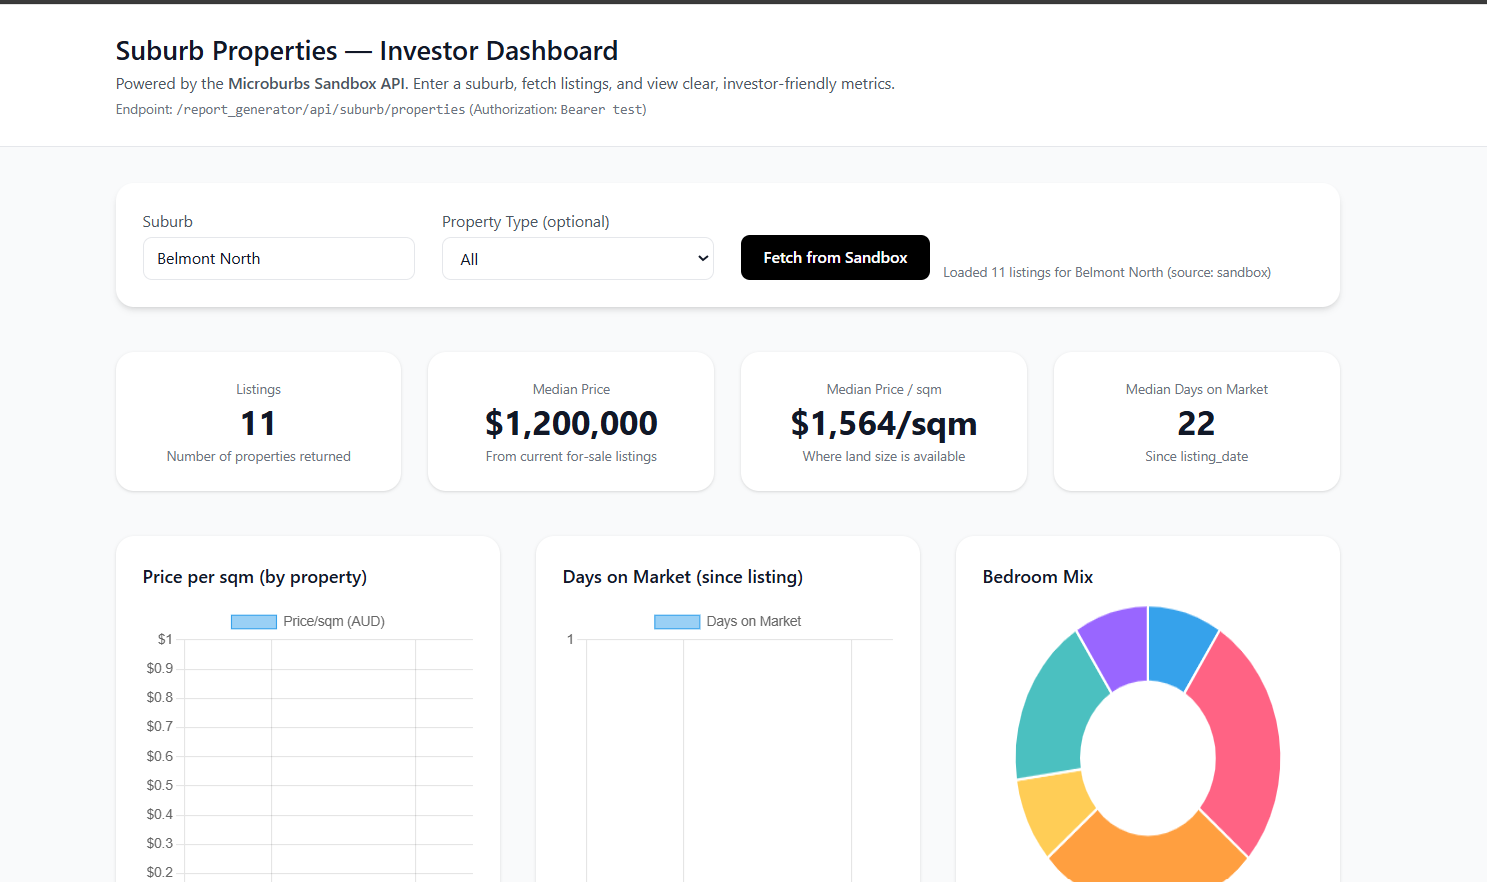 Suburb Properties — Investor Dashboard
Powered by the Microburbs Sandbox API. Enter a suburb, fetch listings, and view clear, investor-friendly metrics.
Endpoint: /report_generator/api/suburb/properties (Authorization: Bearer test)
Suburb
Belmont North
Property Type (optional)
All
Fetch from Sandbox
Loaded 11 listings for Belmont North (source: sandbox)
Listings
11
Number of properties returned
Median Price
$1,200,000
From current for-sale listings
Median Price / sqm
$1,564/sqm
Where land size is available
Median Days on Market
22
Since listing_date
Price per sqm (by property)
Price/sqm (AUD)
$1
$0.9
$0.8
$0.7
$0.6
$0.5
$0.4
$0.3
$0.2
Days on Market (since listing)
Days on Market
1
Bedroom Mix